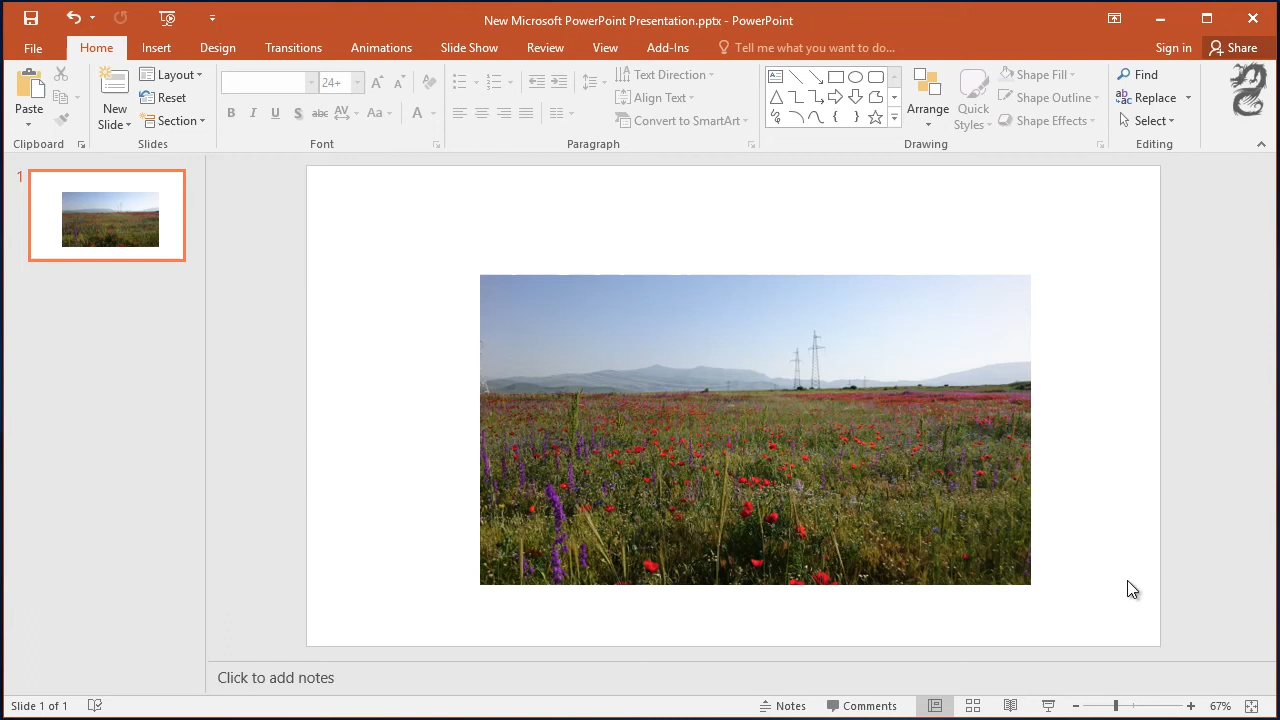 New Microsoft PowerPoint Presentation.pptx - PowerPoint
File Home Insert Design Transitions Animations Slide Show Review View Add-Ins Tell me what you want to do... Sign in Share
Paste
New Slide
Layout
Reset
Section
24+
B I U S abc AV Aa A
Text Direction
Align Text
Convert to SmartArt
Arrange
Quick Styles
Shape Fill
Shape Outline
Shape Effects
Find
Replace
Select
Clipboard Slides Font Paragraph Drawing Editing
1
Click to add notes
Slide 1 of 1 Notes Comments 67%